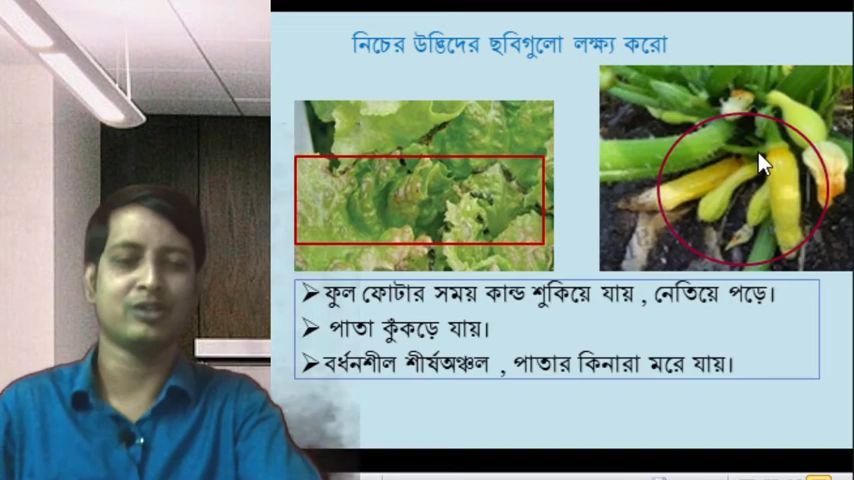 নিচের উদ্ভিদের ছবিগুলো লক্ষ্য করো
ফুল ফোটার সময় কান্ড শুকিয়ে যায় , নেতিয়ে পড়ে।
পাতা কুঁকড়ে যায়।
বর্ধনশীল শীর্ষঅঞ্চল , পাতার কিনারা মরে যায়।